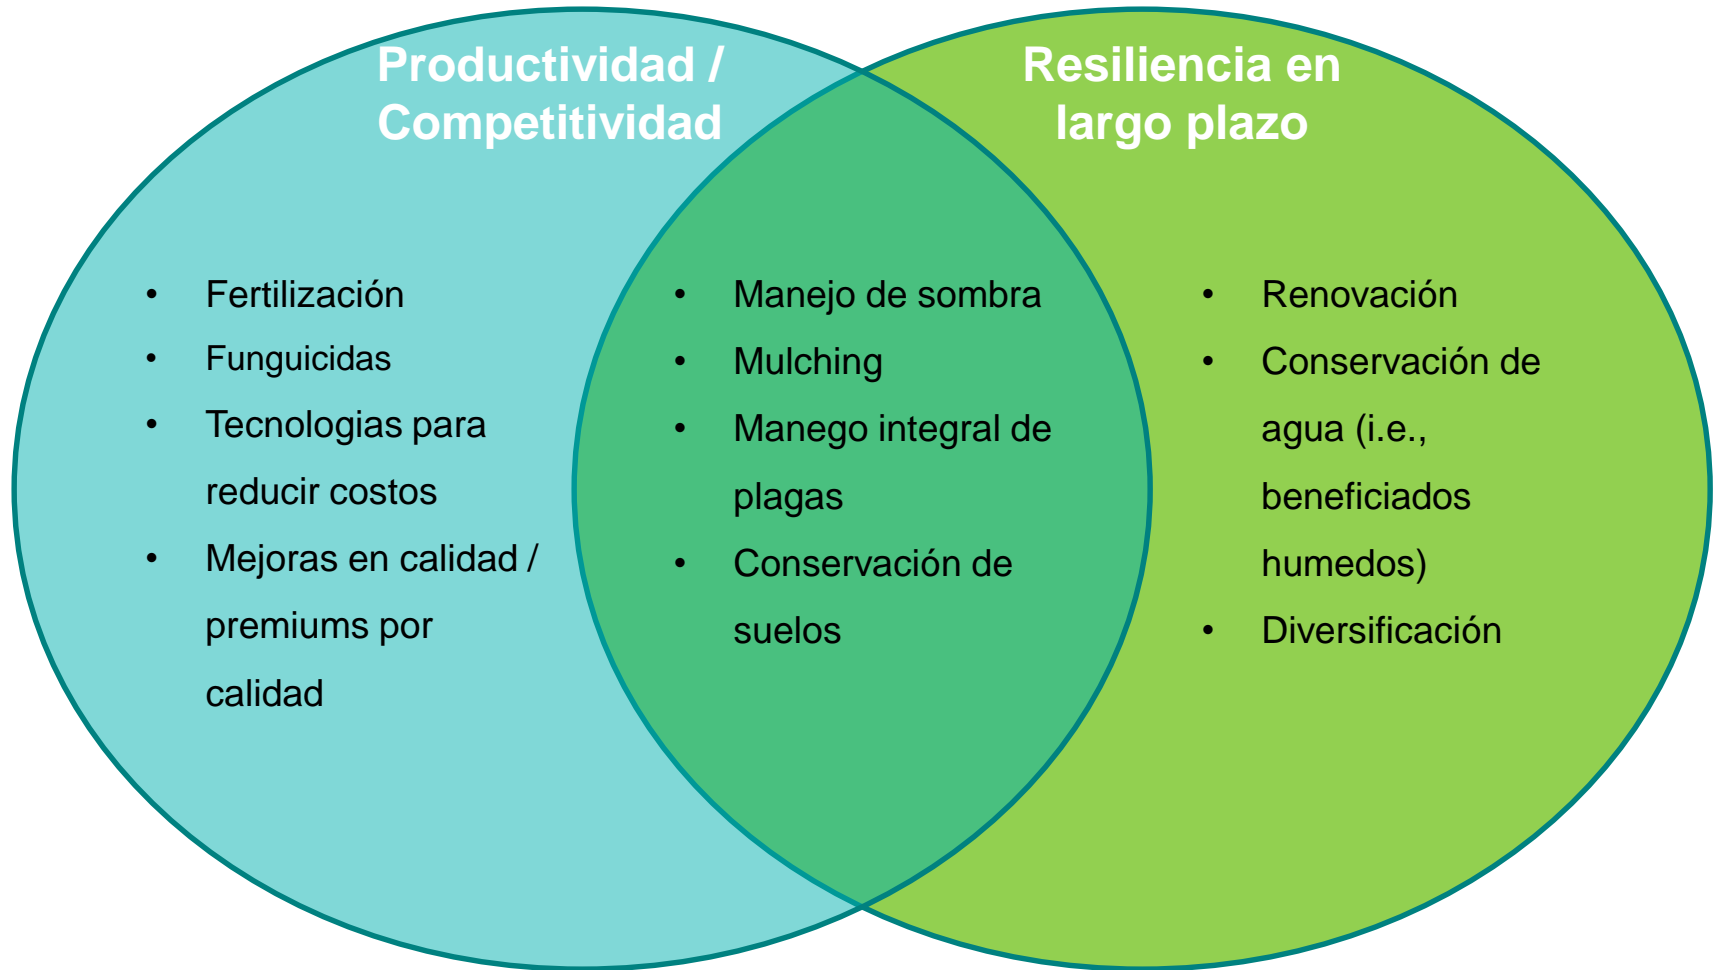 Productividad /
Competitividad
Resiliencia en
largo plazo
• Fertilización
• Funguicidas
• Tecnologias para
reducir costos
• Mejoras en calidad /
premiums por
calidad
• Manejo de sombra
• Mulching
• Manego integral de
plagas
• Conservación de
suelos
• Renovación
• Conservación de
agua (i.e.,
beneficiados
humedos)
• Diversificación